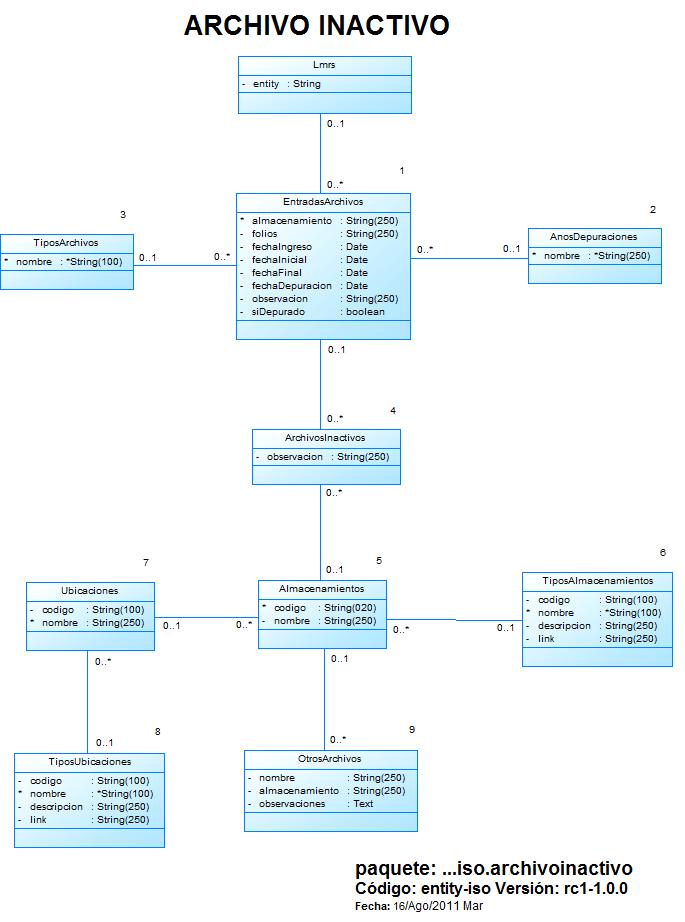 ARCHIVO INACTIVO
Lmrs
- entity : String
0..1
1
0..*
EntradasArchivos
* almacenamiento : String(250)
- folios : String(250)
- fechaIngreso : Date
- fechaInicial : Date
- fechaFinal : Date
- fechaDepuracion : Date
- observacion : String(250)
- siDepurado : boolean
3
TiposArchivos
* nombre : *String(100)
0..1
0..*
2
AnosDepuraciones
* nombre : *String(250)
0..*
0..1
0..1
0..*
4
ArchivosInactivos
- observacion : String(250)
0..*
0..1
5
Almacenamientos
* codigo : String(020)
- nombre : String(250)
7
Ubicaciones
- codigo : String(100)
* nombre : String(250)
0..1
0..*
6
TiposAlmacenamientos
- codigo : String(100)
* nombre : *String(100)
- descripcion : String(250)
- link : String(250)
0..*
0..1
0..*
0..1
8
TiposUbicaciones
- codigo : String(100)
* nombre : *String(100)
- descripcion : String(250)
- link : String(250)
0..1
0..*
9
OtrosArchivos
- nombre : String(250)
- almacenamiento : String(250)
- observaciones : Text
paquete: ...iso.archivoinactivo
Código: entity-iso Versión: rc1-1.0.0
Fecha: 16/Ago/2011 Mar